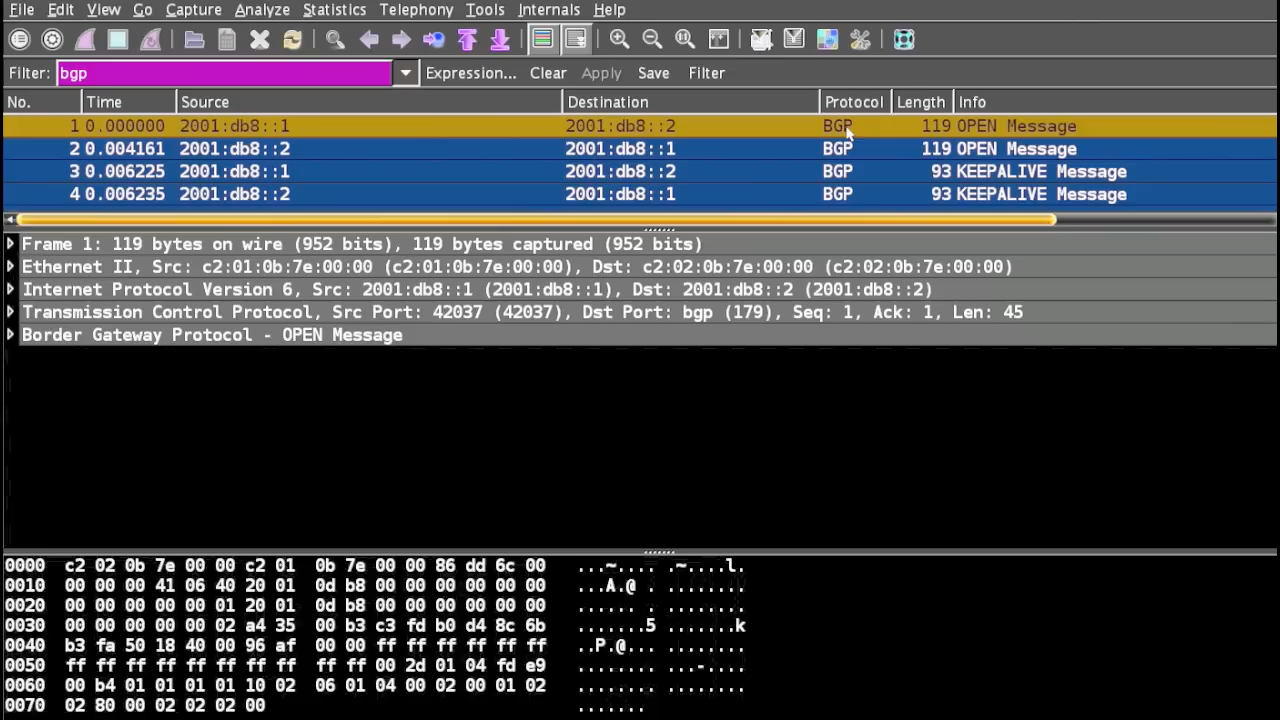 File Edit View Go Capture Analyze Statistics Telephony Tools Internals Help
Filter: bgp Expression... Clear Apply Save Filter
No. Time Source Destination Protocol Length Info
1 0.000000 2001:db8::1 2001:db8::2 BGP 119 OPEN Message
2 0.004161 2001:db8::2 2001:db8::1 BGP 119 OPEN Message
3 0.006225 2001:db8::1 2001:db8::2 BGP 93 KEEPALIVE Message
4 0.006235 2001:db8::2 2001:db8::1 BGP 93 KEEPALIVE Message
Frame 1: 119 bytes on wire (952 bits), 119 bytes captured (952 bits)
Ethernet II, Src: c2:01:0b:7e:00:00 (c2:01:0b:7e:00:00), Dst: c2:02:0b:7e:00:00 (c2:02:0b:7e:00:00)
Internet Protocol Version 6, Src: 2001:db8::1 (2001:db8::1), Dst: 2001:db8::2 (2001:db8::2)
Transmission Control Protocol, Src Port: 42037 (42037), Dst Port: bgp (179), Seq: 1, Ack: 1, Len: 45
Border Gateway Protocol - OPEN Message
0000 c2 02 0b 7e 00 00 c2 01 0b 7e 00 00 86 dd 6c 00 ...~.... .~....l.
0010 00 00 00 41 06 40 20 01 0d b8 00 00 00 00 00 00 ...A.@ . ........
0020 00 00 00 00 00 01 20 01 0d b8 00 00 00 00 00 00 ...... . ........
0030 00 00 00 00 00 02 a4 35 00 b3 c3 fd b0 d4 8c 6b .......5 .......k
0040 b3 fa 50 18 40 00 96 af 00 00 ff ff ff ff ff ff ..P.@... ........
0050 ff ff ff ff ff ff ff ff ff ff 00 2d 01 04 fd e9 ........ ...-....
0060 00 b4 01 01 01 01 10 02 06 01 04 00 02 00 01 02 ........ ........
0070 02 80 00 02 02 02 00 .......